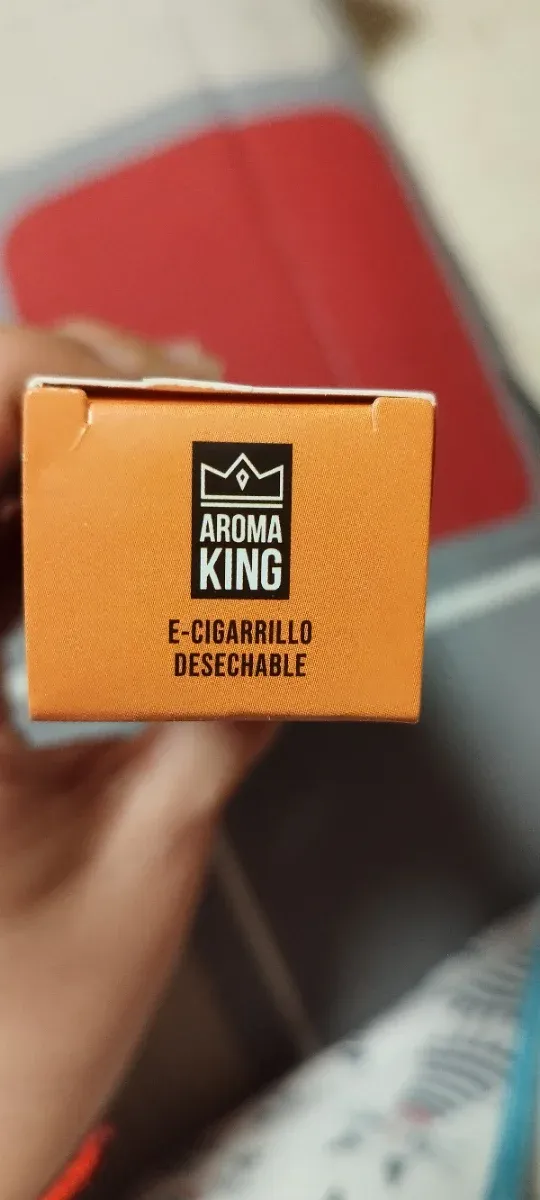 AROMA
KING
E-CIGARRILLO
DESECHABLE